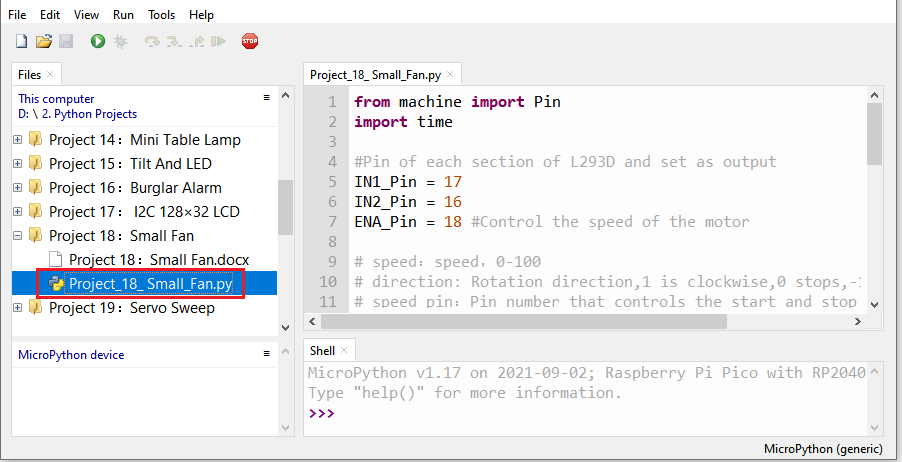 File Edit View Run Tools Help
STOP
Files
This computer
D: \ 2. Python Projects
Project 14：Mini Table Lamp
Project 15：Tilt And LED
Project 16：Burglar Alarm
Project 17： I2C 128×32 LCD
Project 18：Small Fan
Project 18：Small Fan.docx
Project_18_ Small_Fan.py
Project 19：Servo Sweep
MicroPython device
Project_18_ Small_Fan.py
1 from machine import Pin
2 import time
3
4 #Pin of each section of L293D and set as output
5 IN1_Pin = 17
6 IN2_Pin = 16
7 ENA_Pin = 18 #Control the speed of the motor
8
9 # speed：speed，0-100
10 # direction: Rotation direction,1 is clockwise,0 stops,-1
11 # speed pin：Pin number that controls the start and stop
Shell
MicroPython v1.17 on 2021-09-02; Raspberry Pi Pico with RP2040
Type "help()" for more information.
>>>
MicroPython (generic)